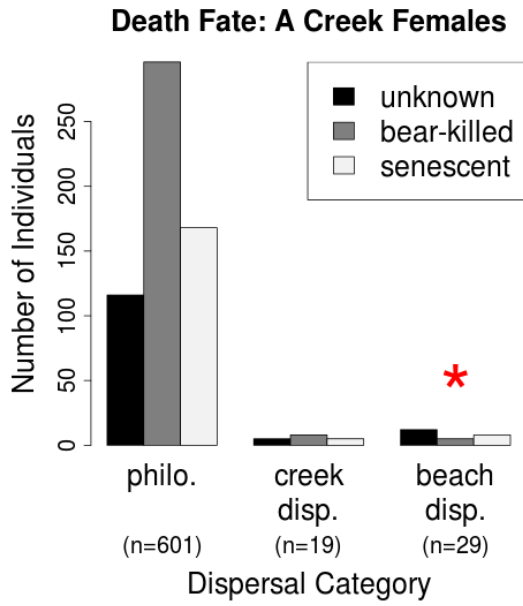 Death Fate: A Creek Females
unknown
bear-killed
senescent
Number of Individuals
250
200
150
100
50
0
*
philo.
creek
disp.
beach
disp.
(n=601)
(n=19)
(n=29)
Dispersal Category